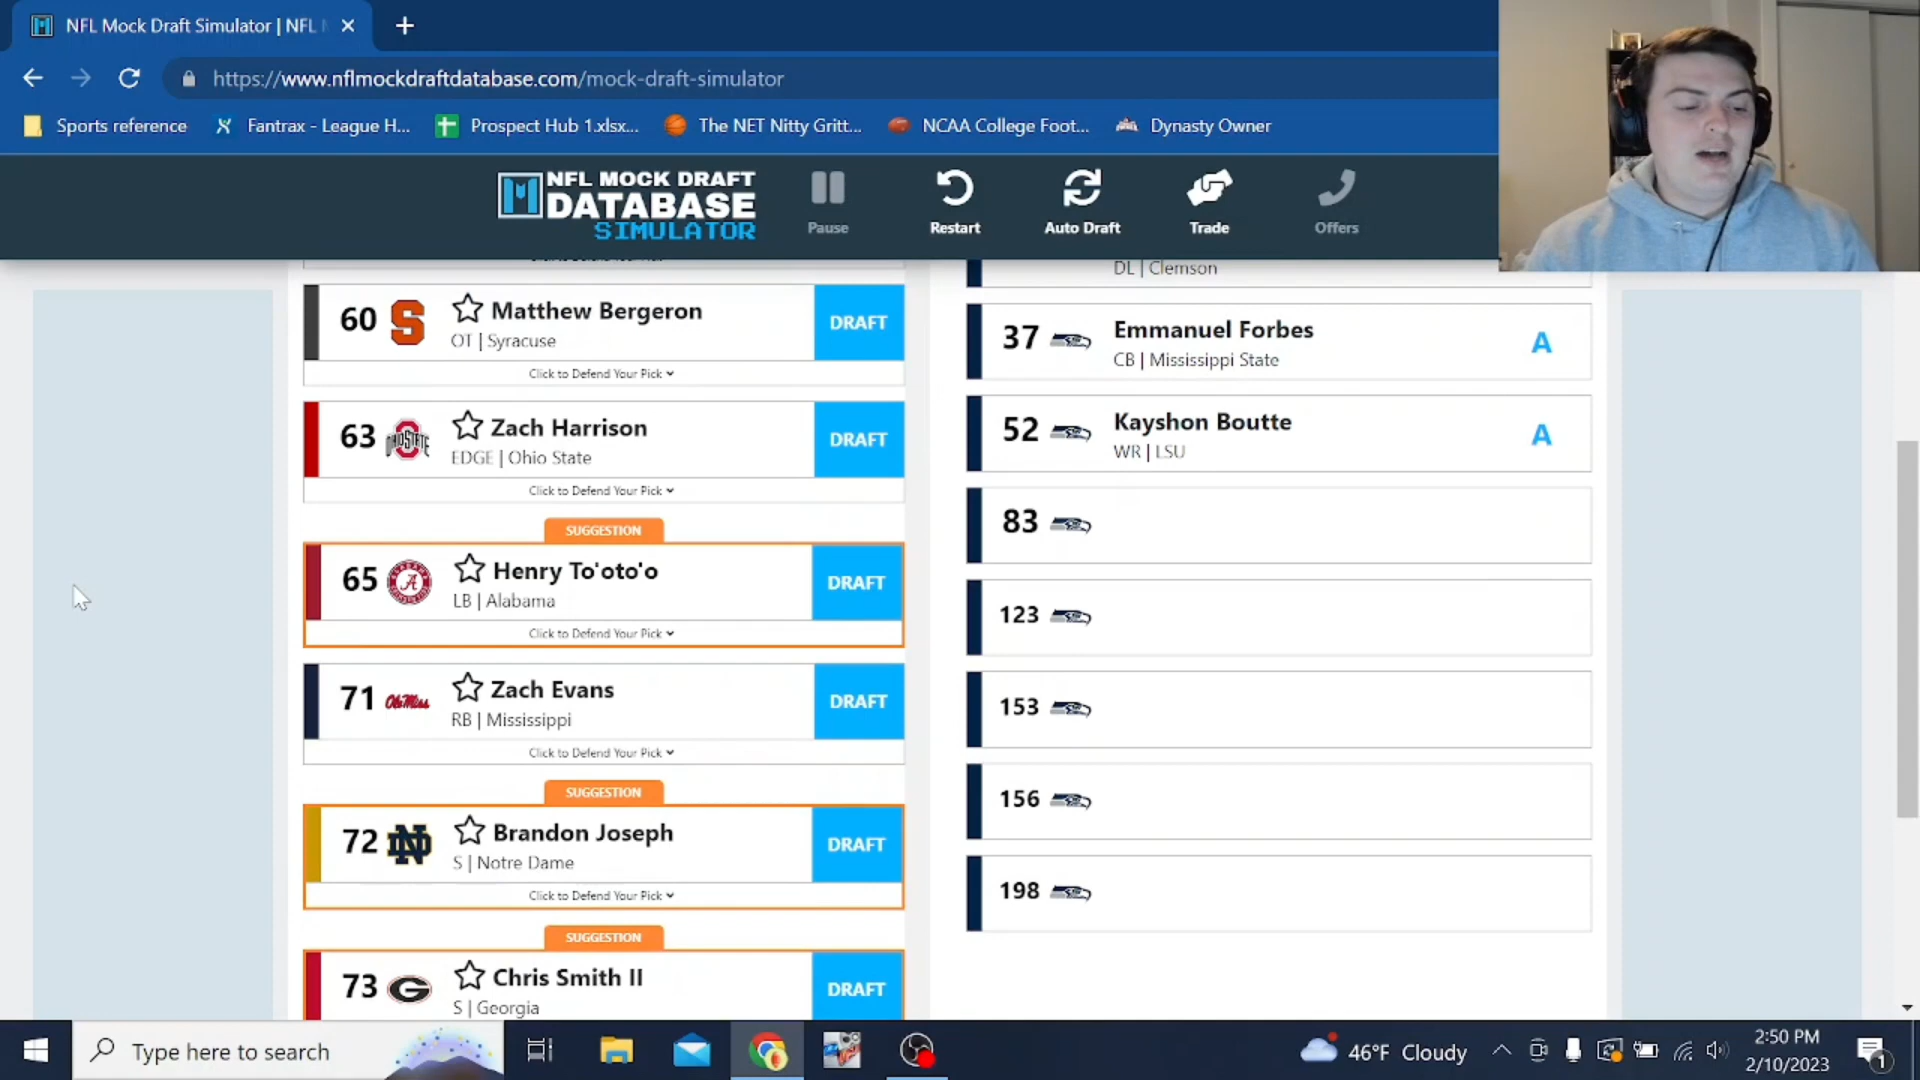 NFL Mock Draft Simulator | NFL M
https://www.nflmockdraftdatabase.com/mock-draft-simulator
Sports reference
Fantrax - League H...
Prospect Hub 1.xlsx...
The NET Nitty Gritt...
NCAA College Foot...
Dynasty Owner
NFL MOCK DRAFT
DATABASE
SIMULATOR
Pause
Restart
Auto Draft
Trade
Offers
60
S
Matthew Bergeron
OT | Syracuse
DRAFT
Click to Defend Your Pick
63
OHIO STATE
Zach Harrison
EDGE | Ohio State
DRAFT
Click to Defend Your Pick
SUGGESTION
65
A
Henry To'oto'o
LB | Alabama
DRAFT
Click to Defend Your Pick
71
Ole Miss
Zach Evans
RB | Mississippi
DRAFT
Click to Defend Your Pick
SUGGESTION
72
ND
Brandon Joseph
S | Notre Dame
DRAFT
Click to Defend Your Pick
SUGGESTION
73
G
Chris Smith II
S | Georgia
DRAFT
DL | Clemson
37
Emmanuel Forbes
CB | Mississippi State
A
52
Kayshon Boutte
WR | LSU
A
83
123
153
156
198
Type here to search
46°F Cloudy
2:50 PM
2/10/2023
1